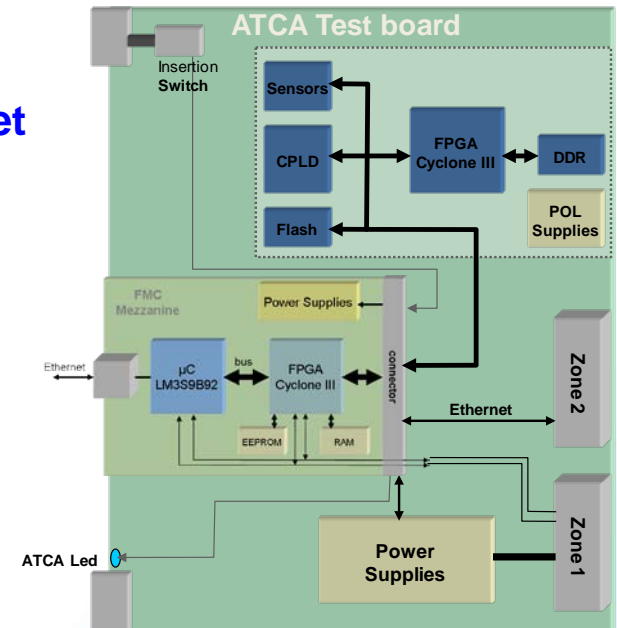 ATCA Test board
Insertion
Switch
et
Sensors
CPLD
Flash
FPGA
Cyclone III
DDR
POL
Supplies
FMC
Mezzanine
Power Supplies
connector
Ethernet
µC
LM3S9B92
bus
FPGA
Cyclone III
EEPROM
RAM
Ethernet
Zone 2
Zone 1
Power
Supplies
ATCA Led